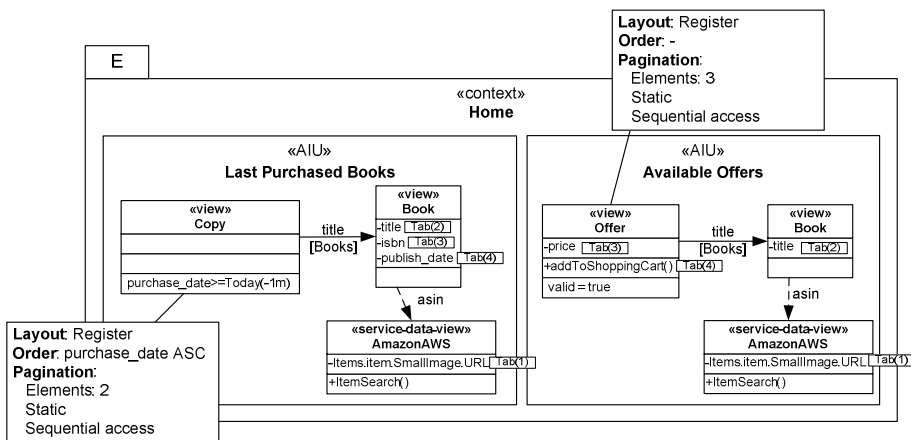 Layout: Register
Order: -
Pagination:
Elements: 3
Static
Sequential access
E
«context»
Home
«AIU»
Last Purchased Books
«view»
Copy
purchase_date>=Today(-1m)
title
[Books]
«view»
Book
-title Tab(2)
-isbn Tab(3)
-publish_date Tab(4)
asin
«service-data-view»
AmazonAWS
-Items.item.SmallImage.URL Tab(1)
+ItemSearch()
Layout: Register
Order: purchase_date ASC
Pagination:
Elements: 2
Static
Sequential access
«AIU»
Available Offers
«view»
Offer
-price Tab(3)
+addToShoppingCart() Tab(4)
valid = true
title
[Books]
«view»
Book
-title Tab(2)
asin
«service-data-view»
AmazonAWS
-Items.item.SmallImage.URL Tab(1)
+ItemSearch()